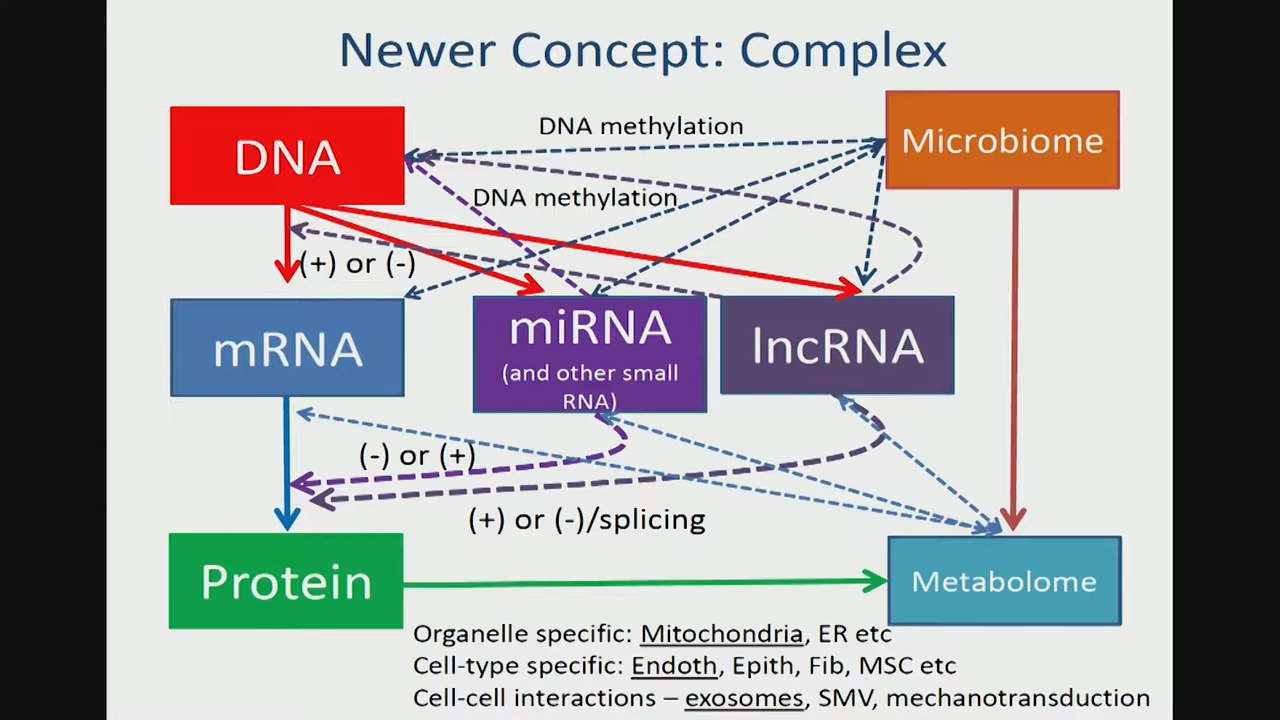 Newer Concept: Complex
DNA
DNA methylation
Microbiome
DNA methylation
(+) or (-)
mRNA
miRNA
(and other small
RNA)
lncRNA
(-) or (+)
(+) or (-)/splicing
Protein
Metabolome
Organelle specific: Mitochondria, ER etc
Cell-type specific: Endoth, Epith, Fib, MSC etc
Cell-cell interactions – exosomes, SMV, mechanotransduction